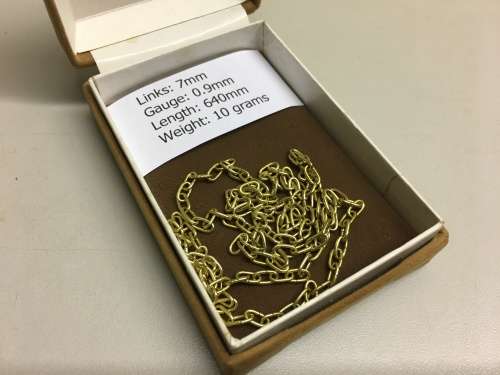 Links: 7mm
Gauge: 0.9mm
Length: 640mm
Weight: 10 grams